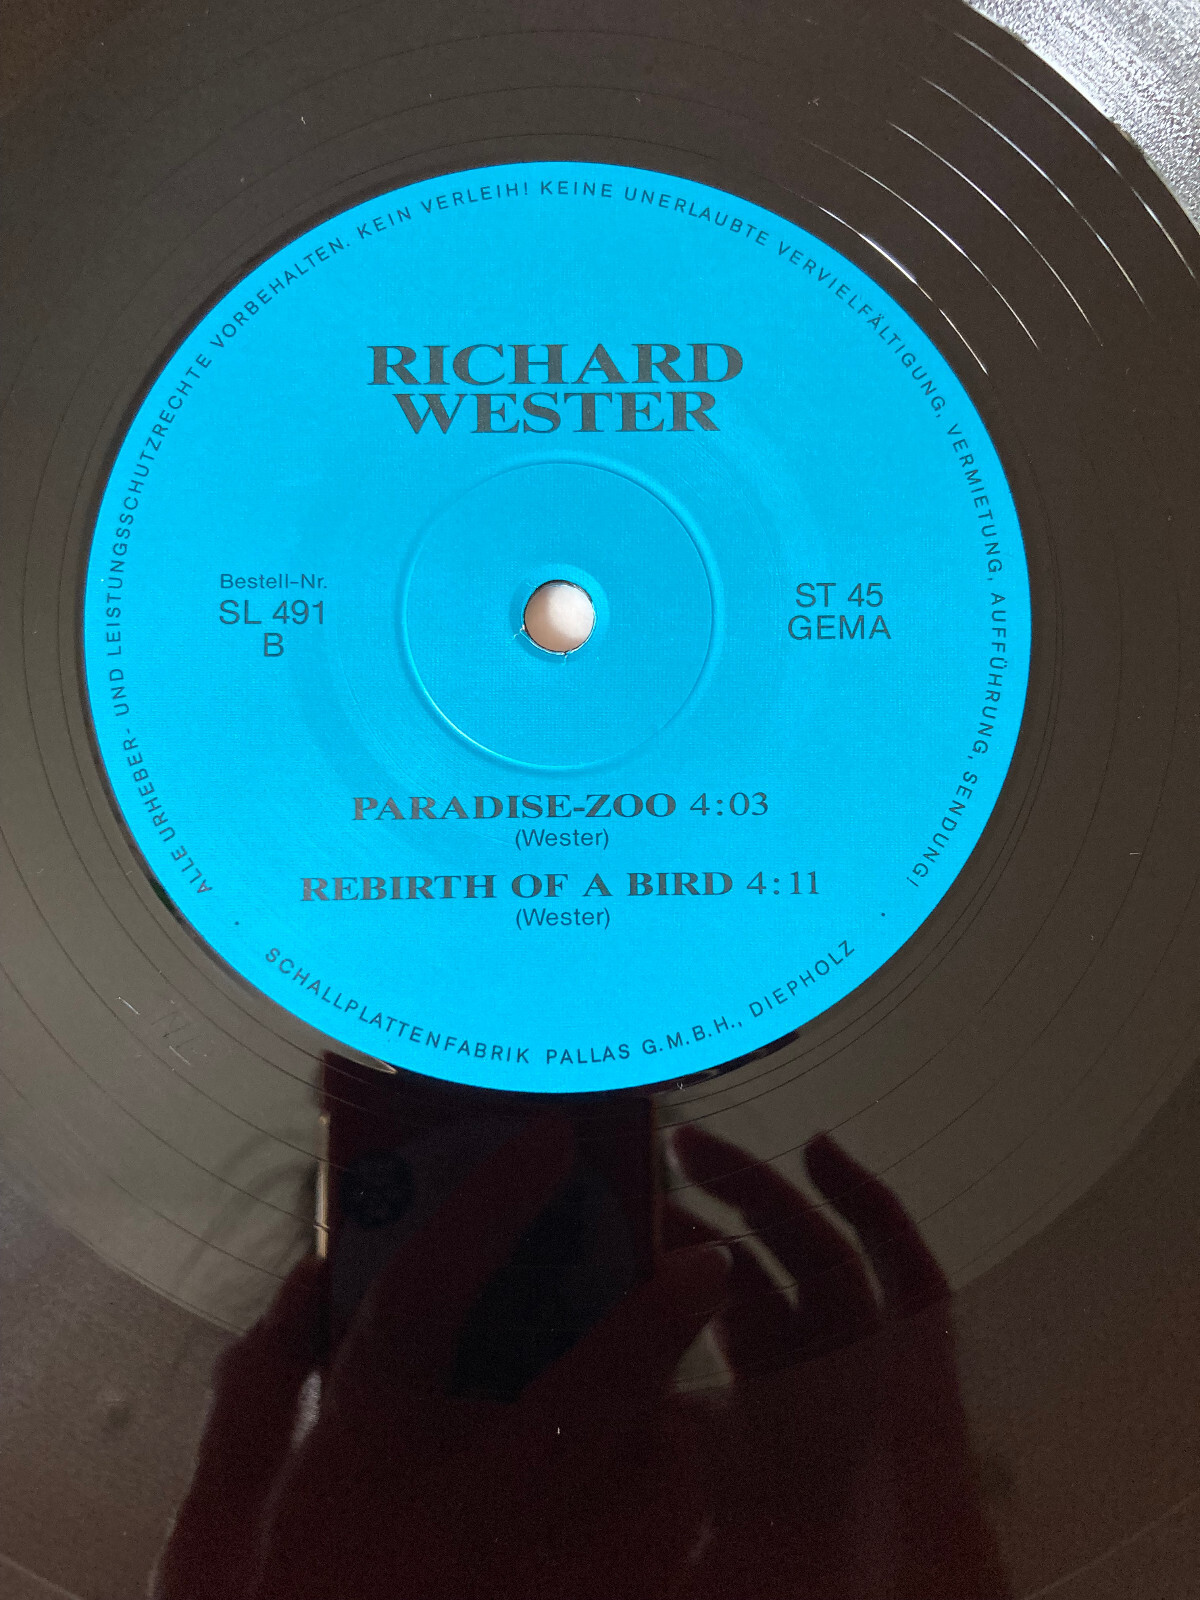 ALLE URHEBER- UND LEISTUNGSSCHUTZRECHTE VORBEHALTEN. KEIN VERLEIH! KEINE UNERLAUBTE VERVIELFÄLTIGUNG, VERMIETUNG, AUFFÜHRUNG, SENDUNG!
RICHARD
WESTER
Bestell-Nr.
SL 491
B
ST 45
GEMA
PARADISE-ZOO 4:03
(Wester)
REBIRTH OF A BIRD 4:11
(Wester)
SCHALLPLATTENFABRIK PALLAS G.M.B.H., DIEPHOLZ